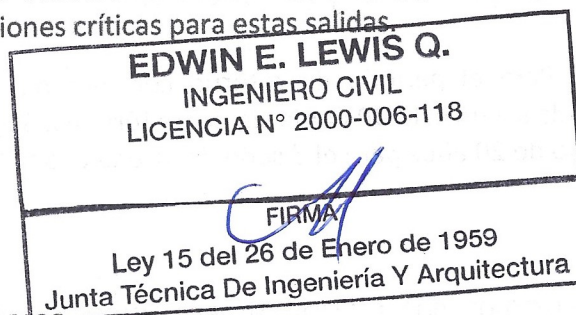 iones críticas para estas salidas.
EDWIN E. LEWIS Q.
INGENIERO CIVIL
LICENCIA N° 2000-006-118
FIRMA
Ley 15 del 26 de Enero de 1959
Junta Técnica De Ingeniería Y Arquitectura